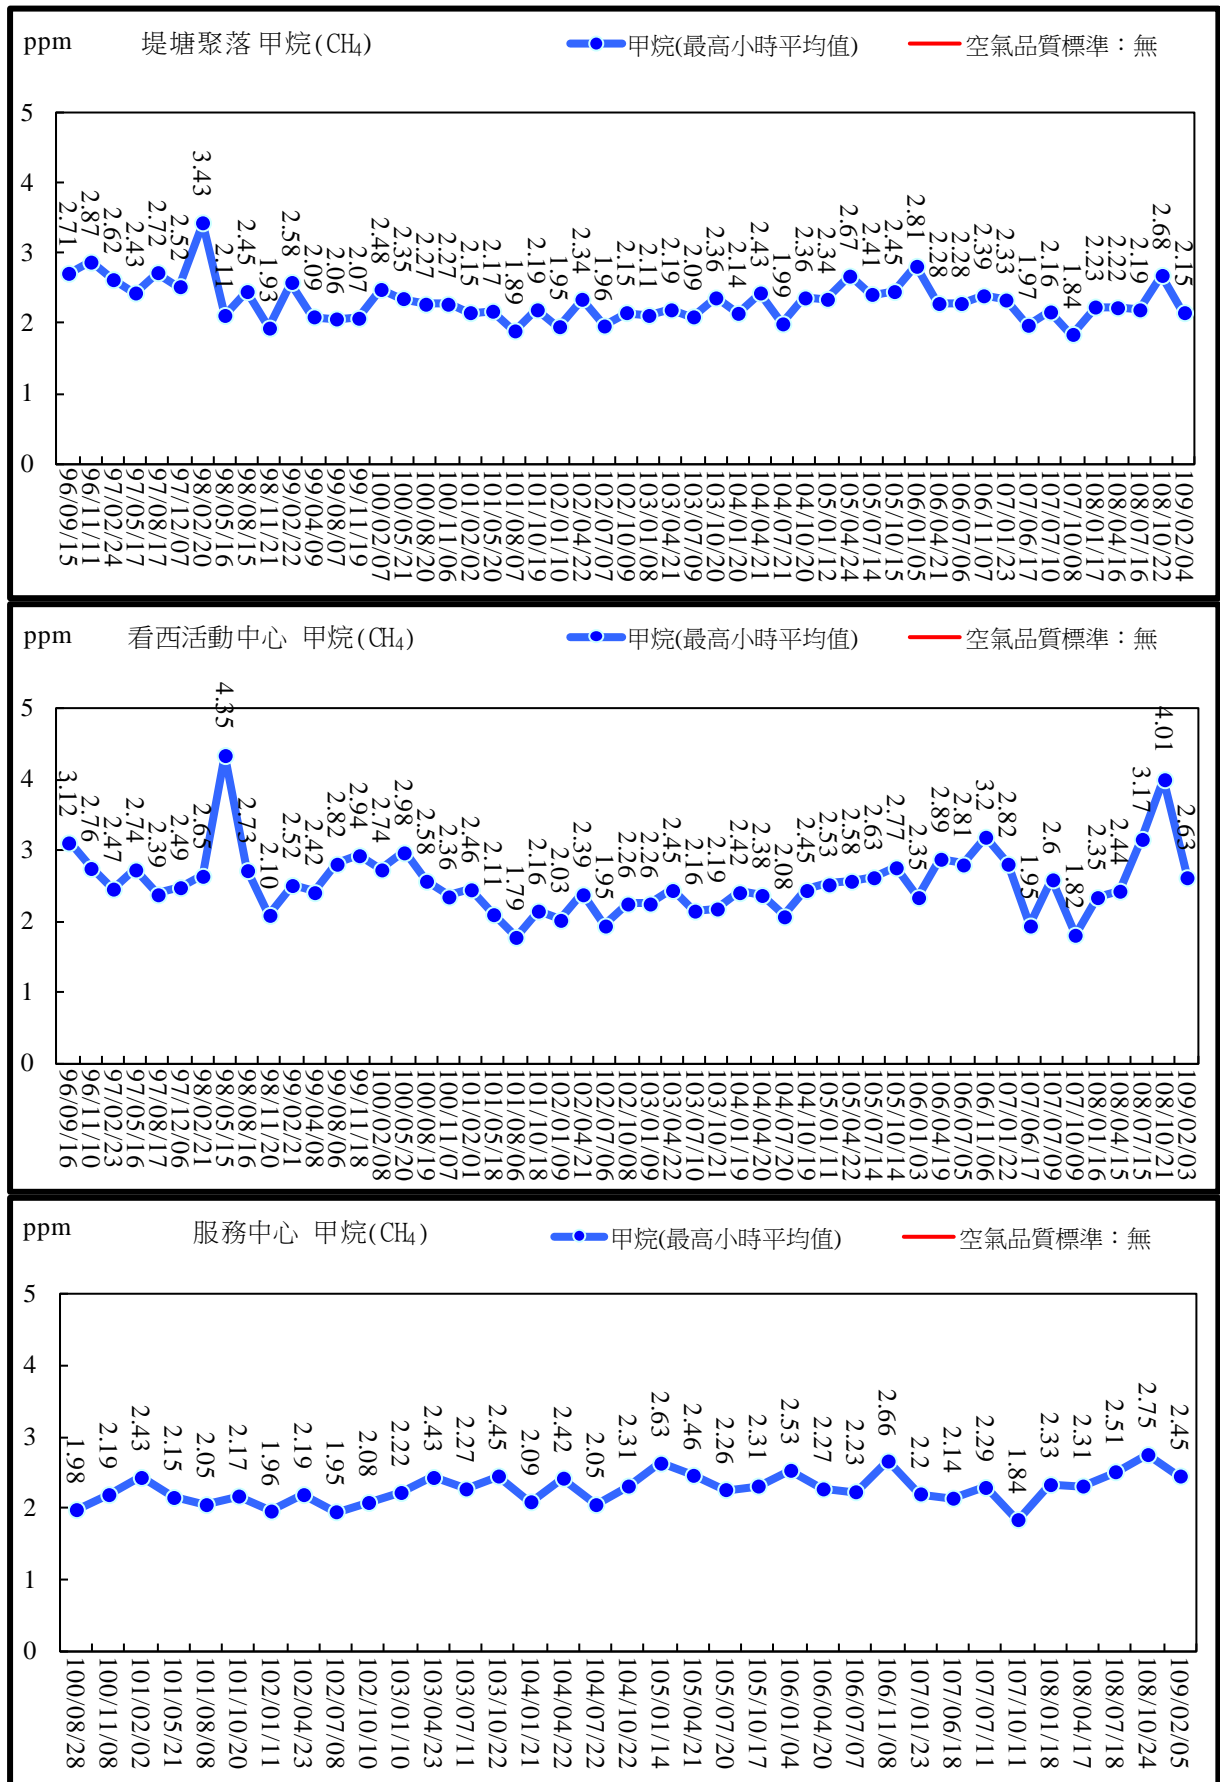 ppm 堤塘聚落 甲烷(CH₄) 甲烷(最高小時平均值) 空氣品質標準：無
5
4
3
2
1
0
2.71 2.87 2.62 2.43 2.72 2.52 3.43 2.11 2.45 1.93 2.58 2.09 2.06 2.07 2.48 2.35 2.27 2.27 2.15 2.17 1.89 2.19 1.95 2.34 1.96 2.15 2.11 2.19 2.09 2.36 2.14 2.43 1.99 2.36 2.34 2.67 2.41 2.45 2.81 2.28 2.28 2.39 2.33 1.97 2.16 1.84 2.23 2.22 2.19 2.68 2.15
96/09/15 96/11/11 97/02/24 97/05/17 97/08/17 97/12/07 98/02/20 98/05/16 98/08/15 98/11/21 99/02/22 99/04/09 99/08/07 99/11/19 100/02/07 100/05/21 100/08/20 100/11/06 101/02/02 101/05/20 101/08/07 101/10/19 102/01/10 102/04/22 102/07/07 102/10/09 103/01/08 103/04/21 103/07/09 103/10/20 104/01/20 104/04/21 104/07/21 104/10/20 105/01/12 105/04/24 105/07/14 105/10/15 106/01/05 106/04/21 106/07/06 106/11/07 107/01/23 107/06/17 107/07/10 107/10/08 108/01/17 108/04/16 108/07/16 108/10/22 109/02/04
ppm 看西活動中心 甲烷(CH₄) 甲烷(最高小時平均值) 空氣品質標準：無
5
4
3
2
1
0
3.12 2.76 2.47 2.74 2.39 2.49 2.65 4.35 2.73 2.10 2.52 2.42 2.82 2.94 2.74 2.98 2.58 2.36 2.46 2.11 1.79 2.16 2.03 2.39 1.95 2.26 2.26 2.45 2.16 2.19 2.42 2.38 2.08 2.45 2.53 2.58 2.63 2.77 2.35 2.89 2.81 3.2 2.82 1.95 2.6 1.82 2.35 2.44 3.17 4.01 2.63
96/09/16 96/11/10 97/02/23 97/05/16 97/08/17 97/12/06 98/02/21 98/05/15 98/08/16 98/11/20 99/02/21 99/04/08 99/08/06 99/11/18 100/02/08 100/05/20 100/08/19 100/11/07 101/02/01 101/05/18 101/08/06 101/10/18 102/01/09 102/04/21 102/07/06 102/10/08 103/01/09 103/04/22 103/07/10 103/10/21 104/01/19 104/04/20 104/07/20 104/10/19 105/01/11 105/04/22 105/07/14 105/10/14 106/01/03 106/04/19 106/07/05 106/11/06 107/01/22 107/06/17 107/07/09 107/10/09 108/01/16 108/04/15 108/07/15 108/10/21 109/02/03
ppm 服務中心 甲烷(CH₄) 甲烷(最高小時平均值) 空氣品質標準：無
5
4
3
2
1
0
1.98 2.19 2.43 2.15 2.05 2.17 1.96 2.19 1.95 2.08 2.22 2.43 2.27 2.45 2.09 2.42 2.05 2.31 2.63 2.46 2.26 2.31 2.53 2.27 2.23 2.66 2.2 2.14 2.29 1.84 2.33 2.31 2.51 2.75 2.45
100/08/28 100/11/08 101/02/02 101/05/21 101/08/08 101/10/20 102/01/11 102/04/23 102/07/08 102/10/10 103/01/10 103/04/23 103/07/11 103/10/22 104/01/21 104/04/22 104/07/22 104/10/22 105/01/14 105/04/21 105/07/20 105/10/17 106/01/04 106/04/20 106/07/07 106/11/08 107/01/23 107/06/18 107/07/11 107/10/11 108/01/18 108/04/17 108/07/18 108/10/24 109/02/05